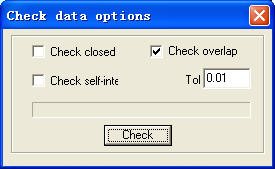 Check data options
Check closed
Check overlap
Check self-inte
Tol 0.01
Check